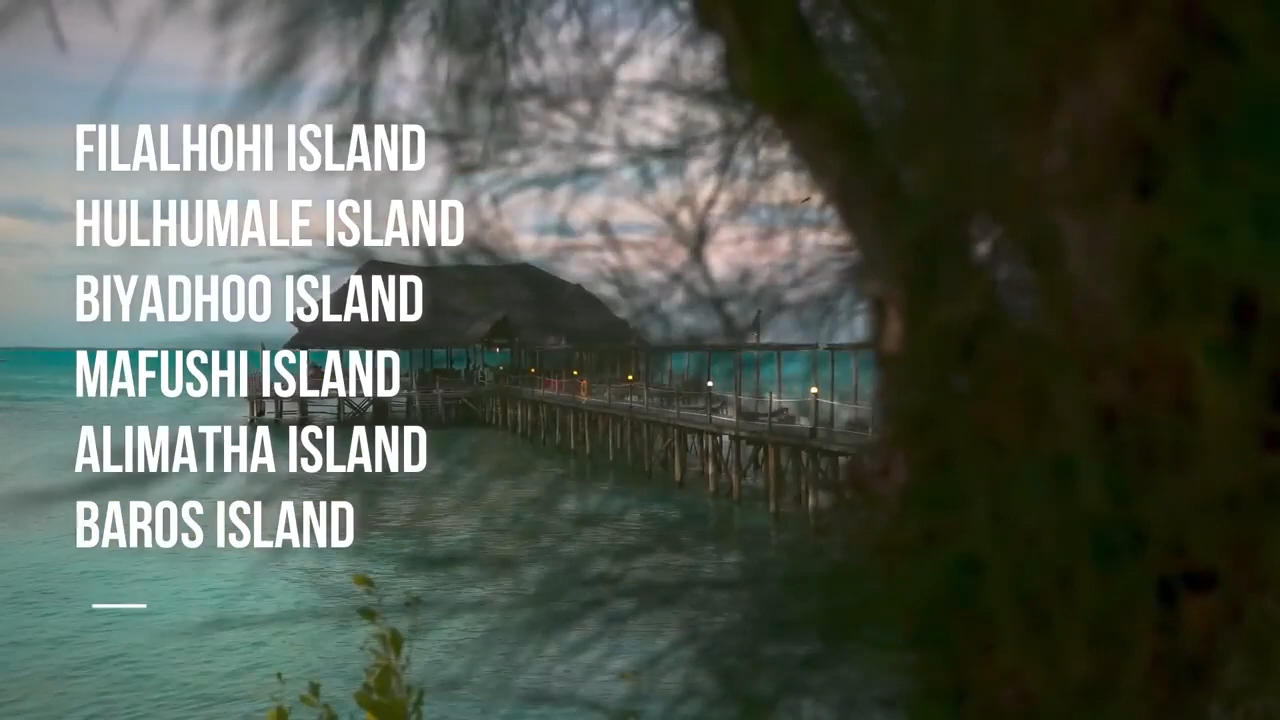 FILALHOHI ISLAND
HULHUMALE ISLAND
BIYADHOO ISLAND
MAFUSHI ISLAND
ALIMATHA ISLAND
BAROS ISLAND